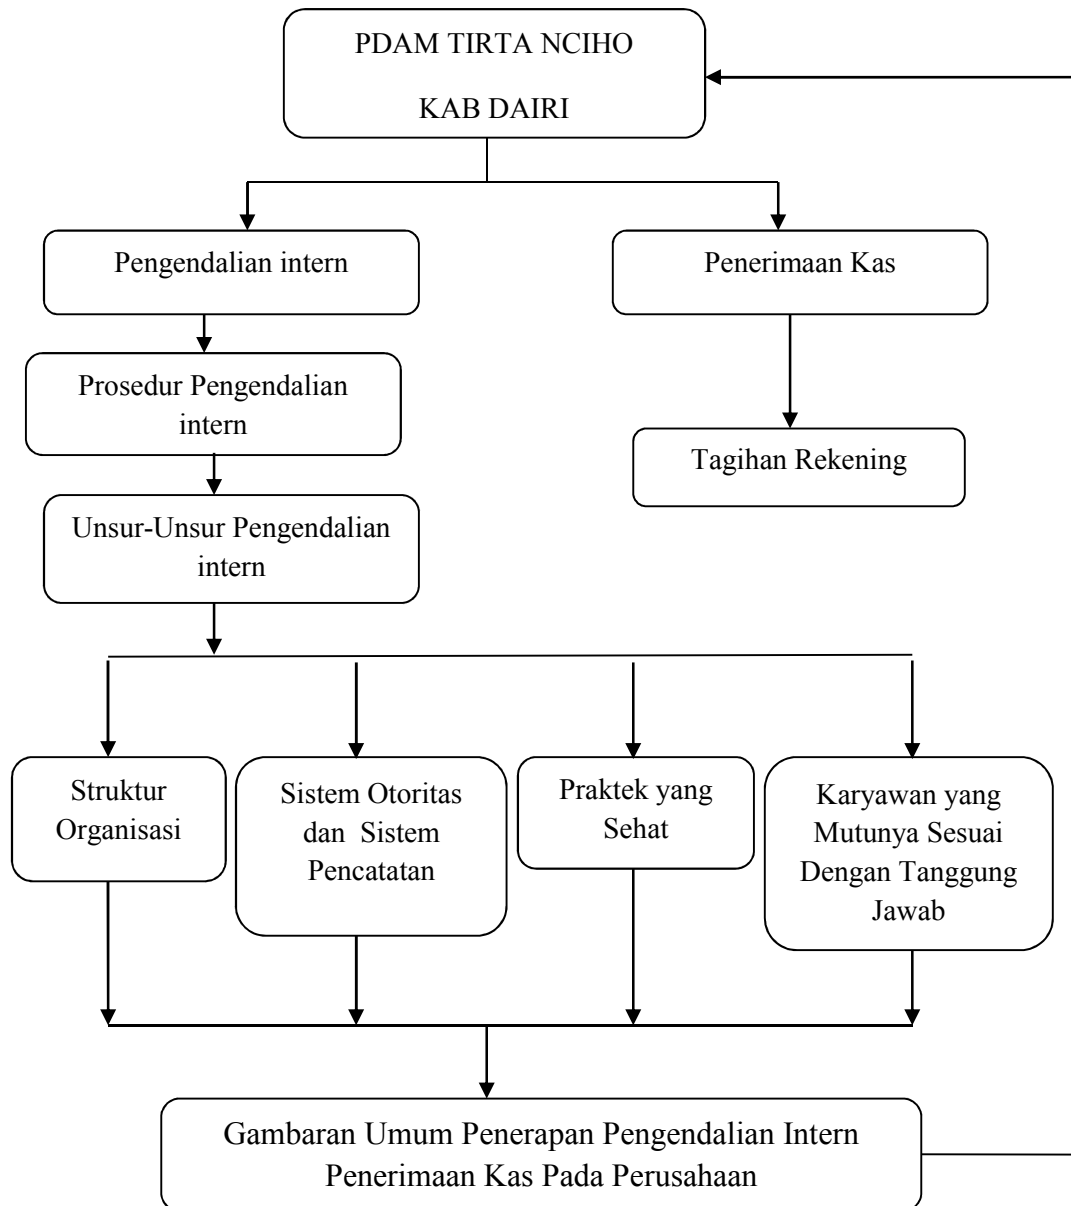 PDAM TIRTA NCIHO
KAB DAIRI
Pengendalian intern
Penerimaan Kas
Prosedur Pengendalian
intern
Tagihan Rekening
Unsur-Unsur Pengendalian
intern
Struktur
Organisasi
Sistem Otoritas
dan Sistem
Pencatatan
Praktek yang
Sehat
Karyawan yang
Mutunya Sesuai
Dengan Tanggung
Jawab
Gambaran Umum Penerapan Pengendalian Intern
Penerimaan Kas Pada Perusahaan